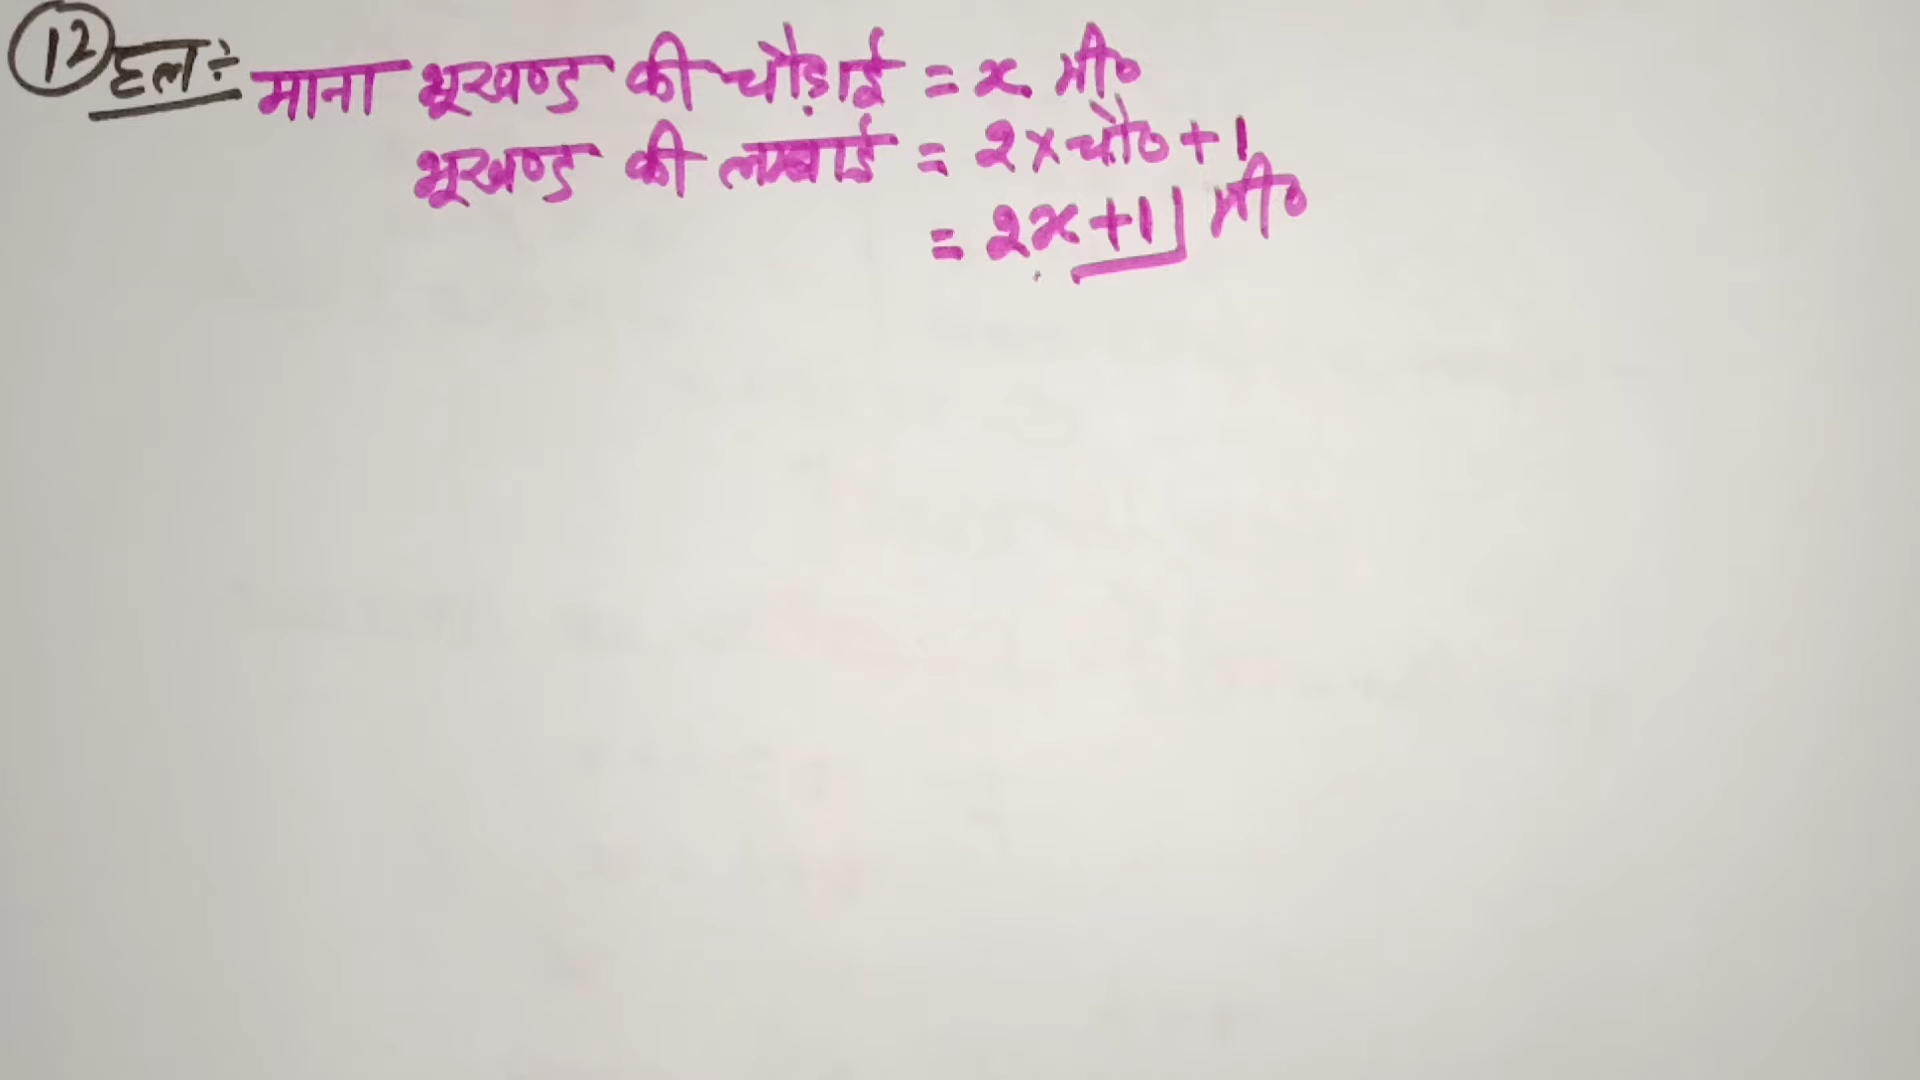 12 हल ÷ माना भूखण्ड की चौड़ाई = x मी०
भूखण्ड की लम्बाई = 2 x चौ० + 1
= 2x + 1 मी०